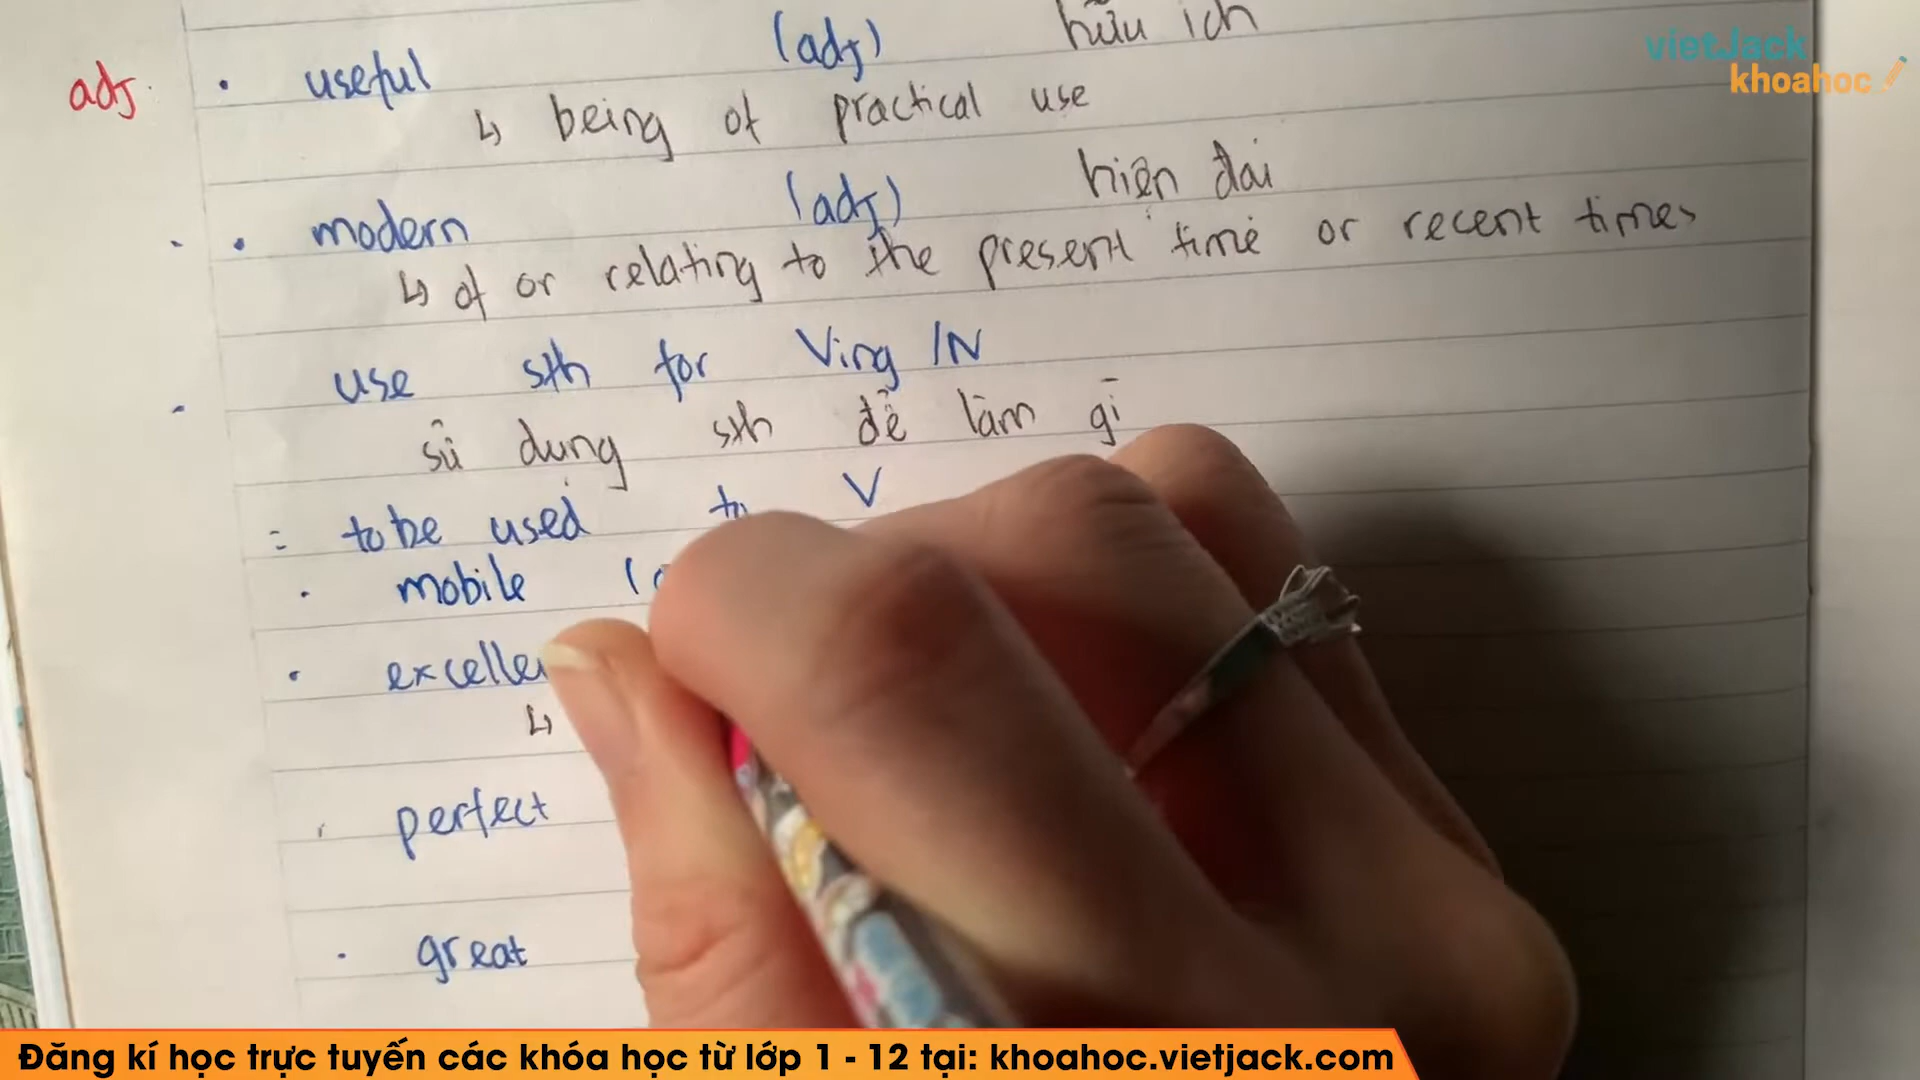 useful (adj) hữu ích
adj.
↳ being of practical use
modern (adj) hiện đại
↳ of or relating to the present time or recent times
use sth for Ving /N
sử dụng sth để làm gì
= to be used to V
mobile
perfect
great
vietJack
khoahoc
Đăng kí học trực tuyến các khóa học từ lớp 1 - 12 tại: khoahoc.vietjack.com